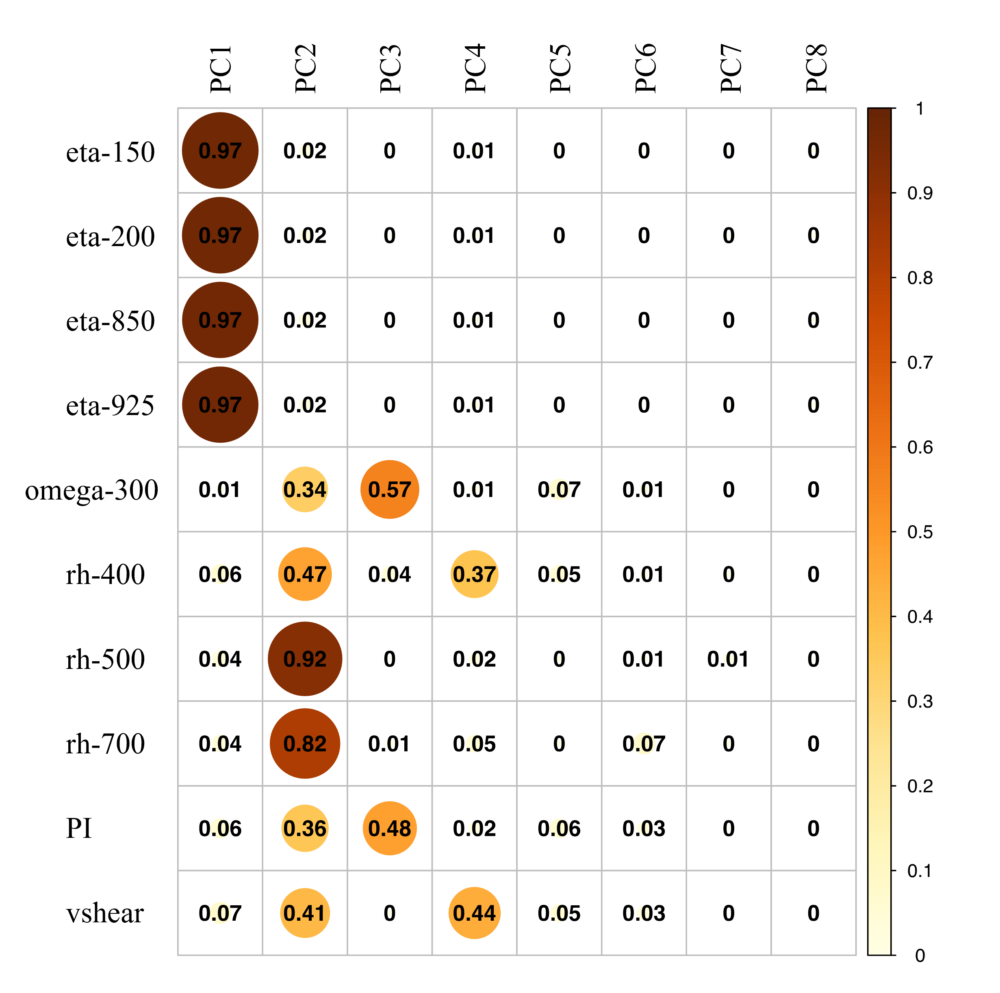 PC1 PC2 PC3 PC4 PC5 PC6 PC7 PC8
eta-150 0.97 0.02 0 0.01 0 0 0 0
eta-200 0.97 0.02 0 0.01 0 0 0 0
eta-850 0.97 0.02 0 0.01 0 0 0 0
eta-925 0.97 0.02 0 0.01 0 0 0 0
omega-300 0.01 0.34 0.57 0.01 0.07 0.01 0 0
rh-400 0.06 0.47 0.04 0.37 0.05 0.01 0 0
rh-500 0.04 0.92 0 0.02 0 0.01 0.01 0
rh-700 0.04 0.82 0.01 0.05 0 0.07 0 0
PI 0.06 0.36 0.48 0.02 0.06 0.03 0 0
vshear 0.07 0.41 0 0.44 0.05 0.03 0 0
1
0.9
0.8
0.7
0.6
0.5
0.4
0.3
0.2
0.1
0